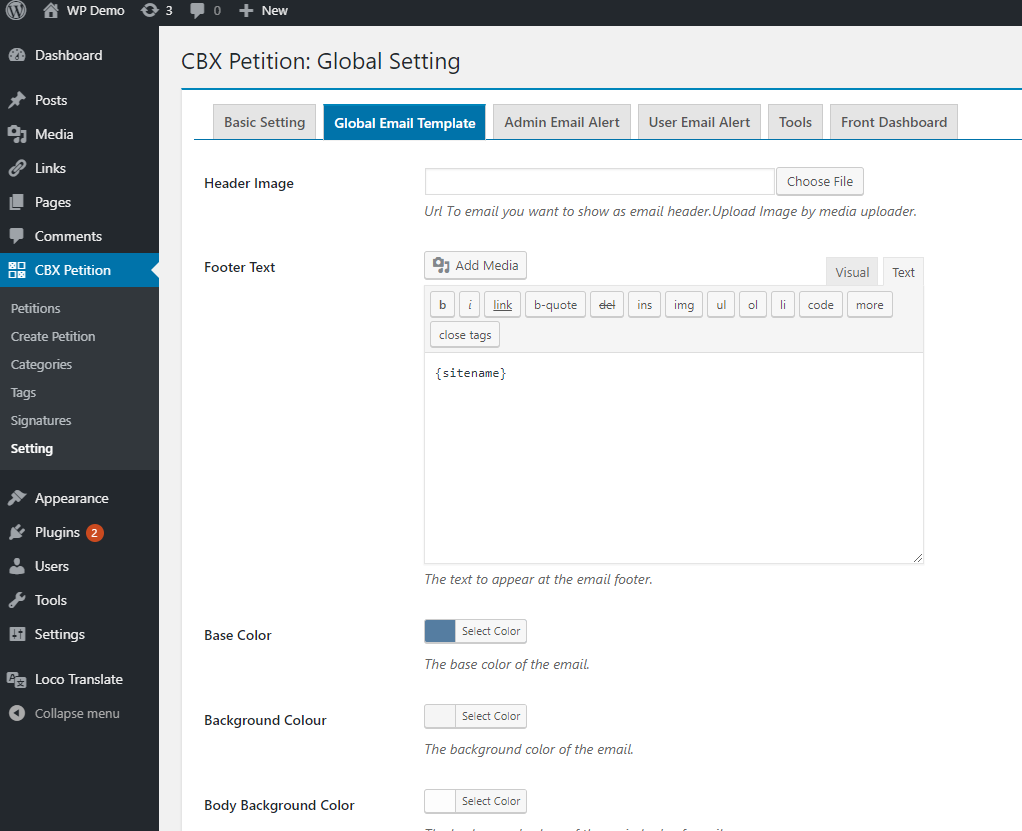 WP Demo 3 0 New
Dashboard
Posts
Media
Links
Pages
Comments
CBX Petition
Petitions
Create Petition
Categories
Tags
Signatures
Setting
Appearance
Plugins 2
Users
Tools
Settings
Loco Translate
Collapse menu
CBX Petition: Global Setting
Basic Setting Global Email Template Admin Email Alert User Email Alert Tools Front Dashboard
Header Image Choose File
Url To email you want to show as email header.Upload Image by media uploader.
Footer Text Add Media Visual Text
b i link b-quote del ins img ul ol li code more
close tags
{sitename}
The text to appear at the email footer.
Base Color Select Color
The base color of the email.
Background Colour Select Color
The background color of the email.
Body Background Color Select Color